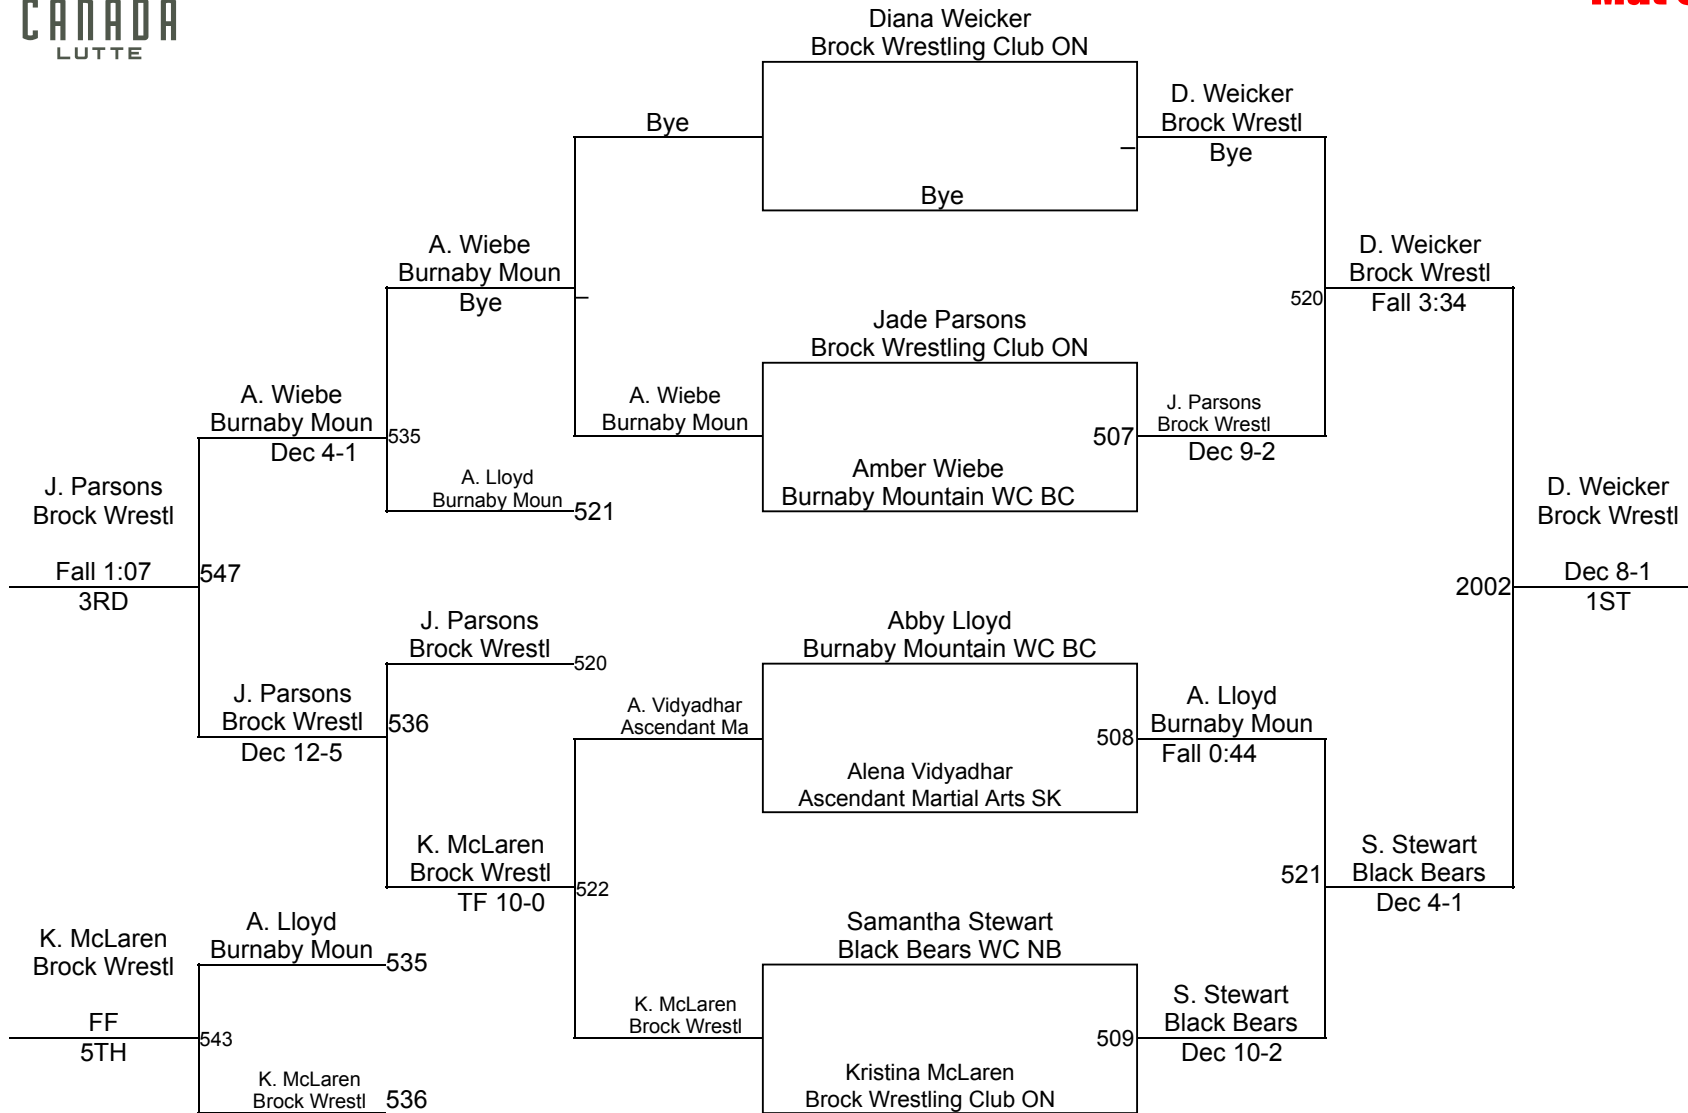 CANADA
LUTTE
Diana Weicker
Brock Wrestling Club ON
Bye
Bye
D. Weicker
Brock Wrestl
Bye
A. Wiebe
Burnaby Moun
Bye
D. Weicker
Brock Wrestl
520
Fall 3:34
Jade Parsons
Brock Wrestling Club ON
A. Wiebe
Burnaby Moun
Dec 4-1
535
A. Wiebe
Burnaby Moun
507
J. Parsons
Brock Wrestl
Dec 9-2
Amber Wiebe
Burnaby Mountain WC BC
A. Lloyd
Burnaby Moun
521
J. Parsons
Brock Wrestl
Fall 1:07
3RD
547
D. Weicker
Brock Wrestl
2002
Dec 8-1
1ST
J. Parsons
Brock Wrestl
520
Abby Lloyd
Burnaby Mountain WC BC
J. Parsons
Brock Wrestl
Dec 12-5
536
A. Vidyadhar
Ascendant Ma
508
A. Lloyd
Burnaby Moun
Fall 0:44
Alena Vidyadhar
Ascendant Martial Arts SK
K. McLaren
Brock Wrestl
TF 10-0
522
521
S. Stewart
Black Bears
Dec 4-1
Samantha Stewart
Black Bears WC NB
K. McLaren
Brock Wrestl
FF
5TH
A. Lloyd
Burnaby Moun
535
543
K. McLaren
Brock Wrestl
536
K. McLaren
Brock Wrestl
509
S. Stewart
Black Bears
Dec 10-2
Kristina McLaren
Brock Wrestling Club ON